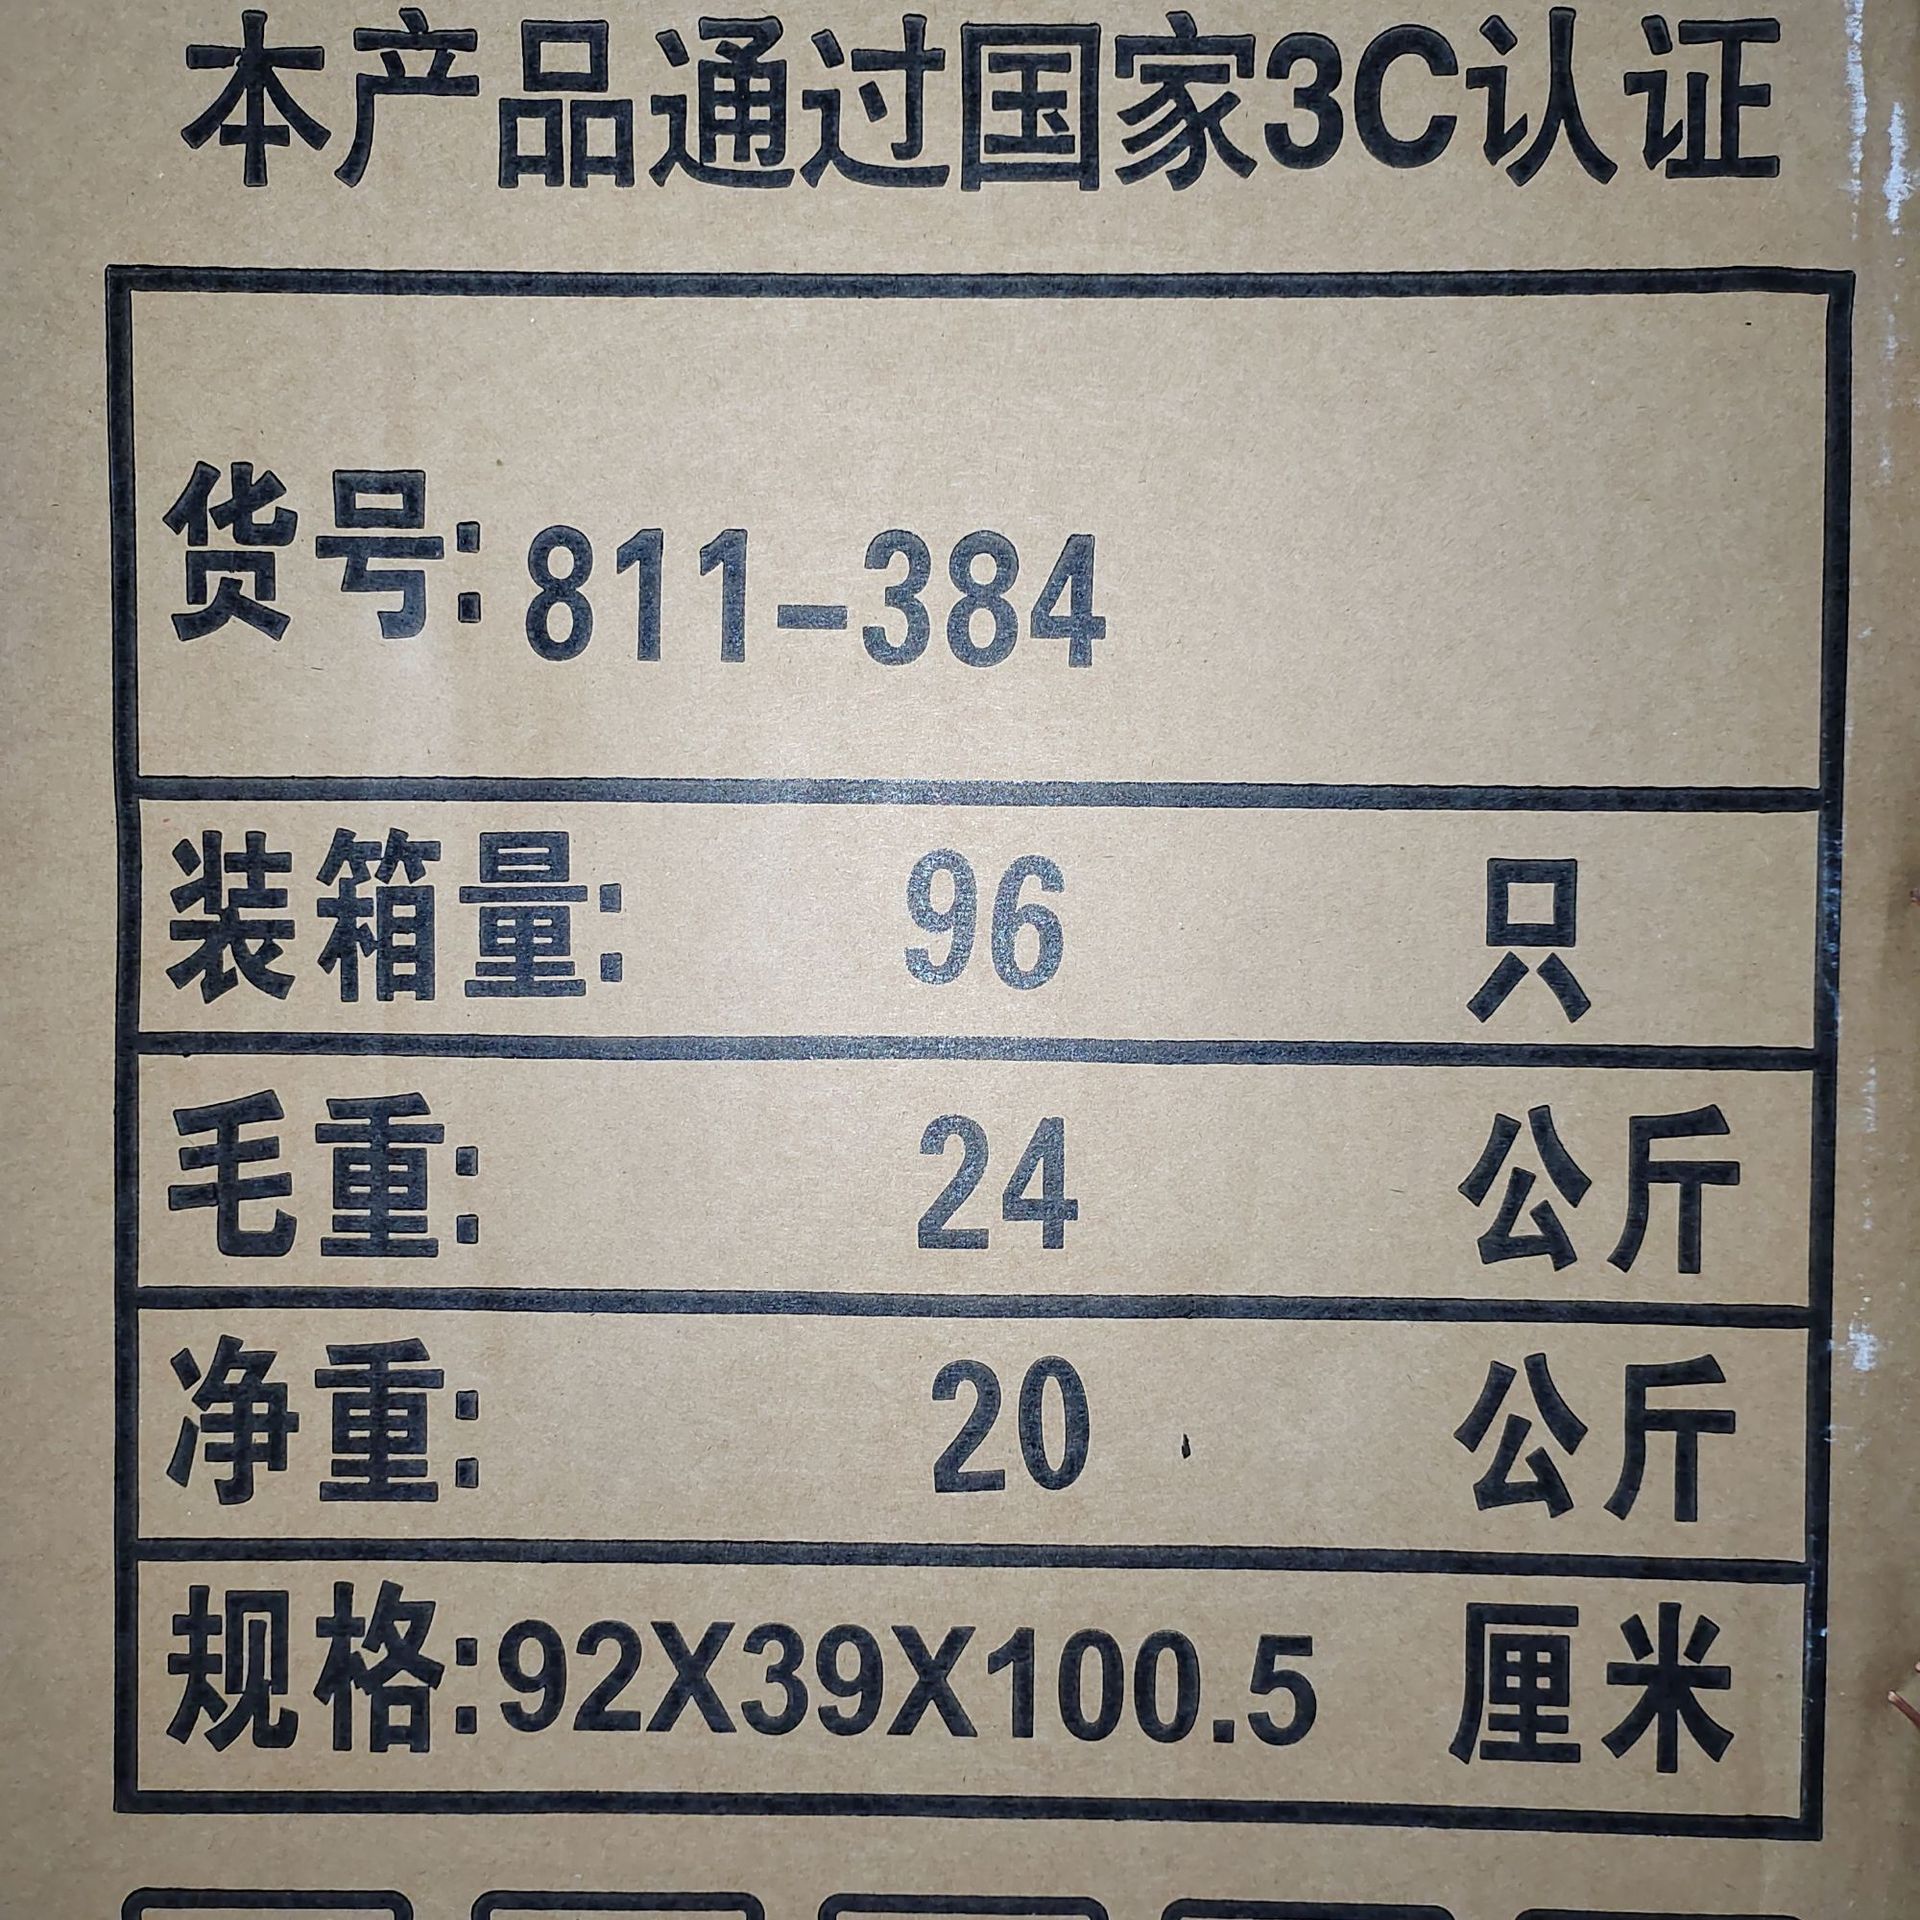 本产品通过国家3C认证
货号:811-384
装箱量: 96 只
毛重: 24 公斤
净重: 20 公斤
规格:92X39X100.5 厘米